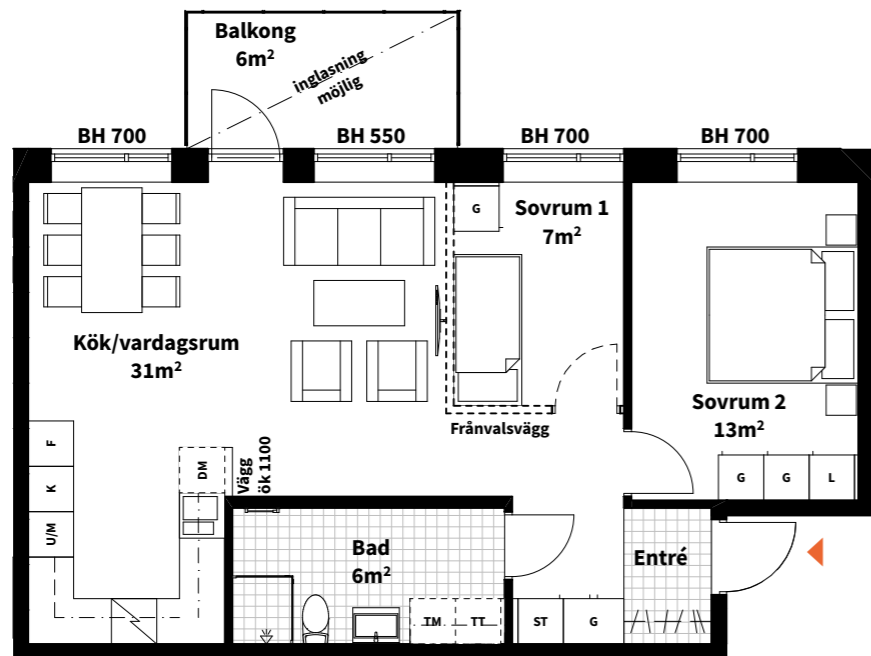 Balkong
6m²
inglasning
möjlig
BH 700
BH 550
BH 700
BH 700
G
Sovrum 1
7m²
Kök/vardagsrum
31m²
Sovrum 2
13m²
Frånvalsvägg
F
K
U/M
DM
Vägg
ök 1100
G
G
L
Bad
6m²
Entré
TM
TT
ST
G